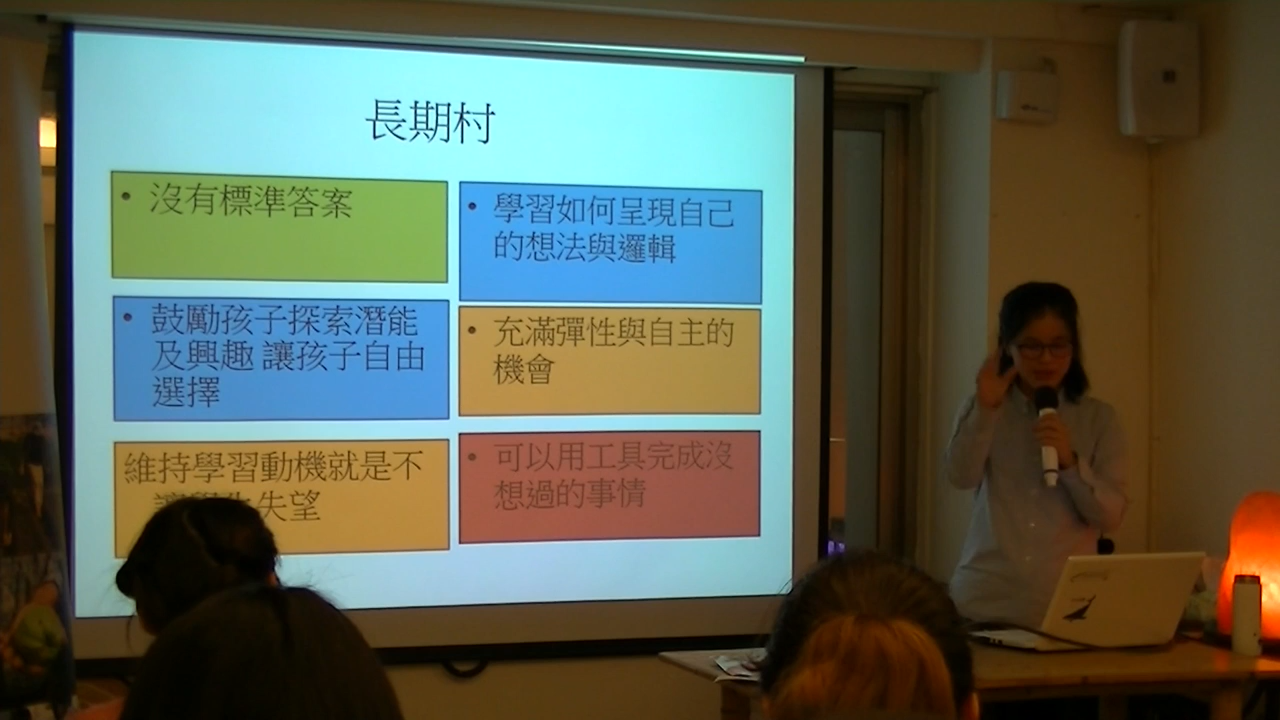 長期村
• 沒有標準答案
• 學習如何呈現自己
的想法與邏輯
• 鼓勵孩子探索潛能
及興趣 讓孩子自由
選擇
• 充滿彈性與自主的
機會
維持學習動機就是不
失望
• 可以用工具完成沒
想過的事情